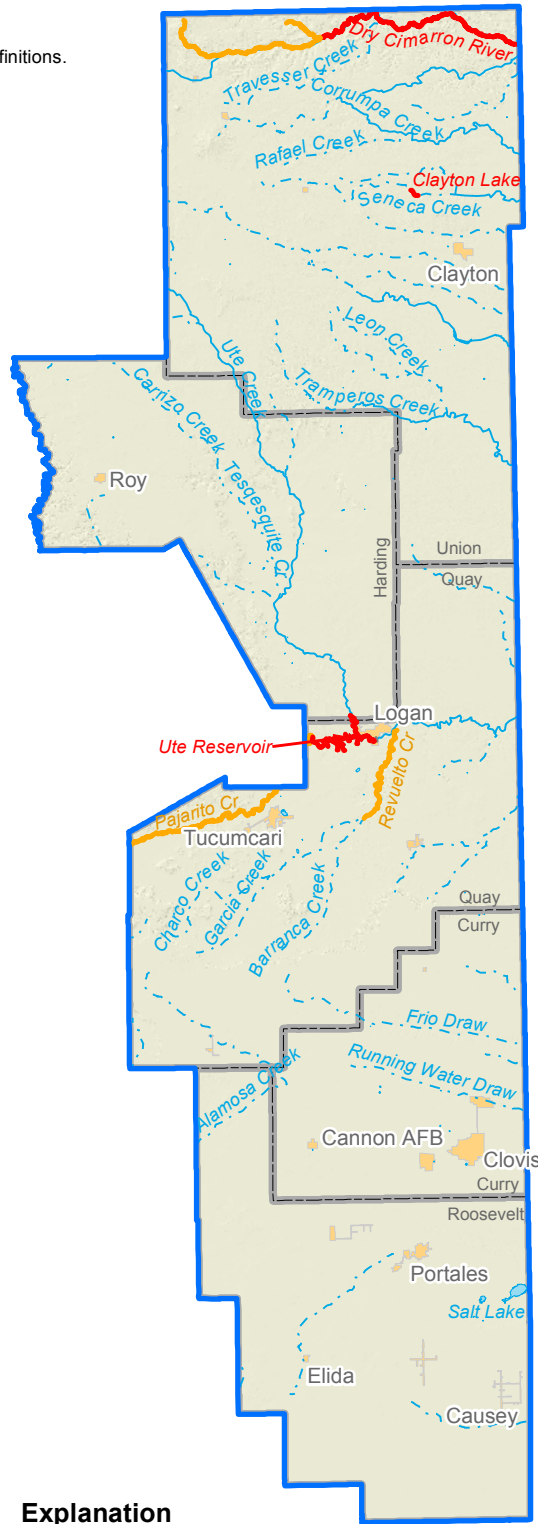 finitions.
Dry Cimarron River
Travesser Creek
Corrumpa Creek
Rafael Creek
Clayton Lake
Seneca Creek
Clayton
Leon Creek
Ute Creek
Tramperos Creek
Carrizo Creek
Tesqesquite Cr
Roy
Union
Harding
Quay
Logan
Ute Reservoir
Revuelto Cr
Pajarito Cr
Tucumcari
Charco Creek
Garcia Creek
Barranca Creek
Quay
Curry
Frio Draw
Running Water Draw
Alamosa Creek
Cannon AFB
Clovis
Curry
Roosevelt
Portales
Salt Lake
Elida
Causey
Explanation